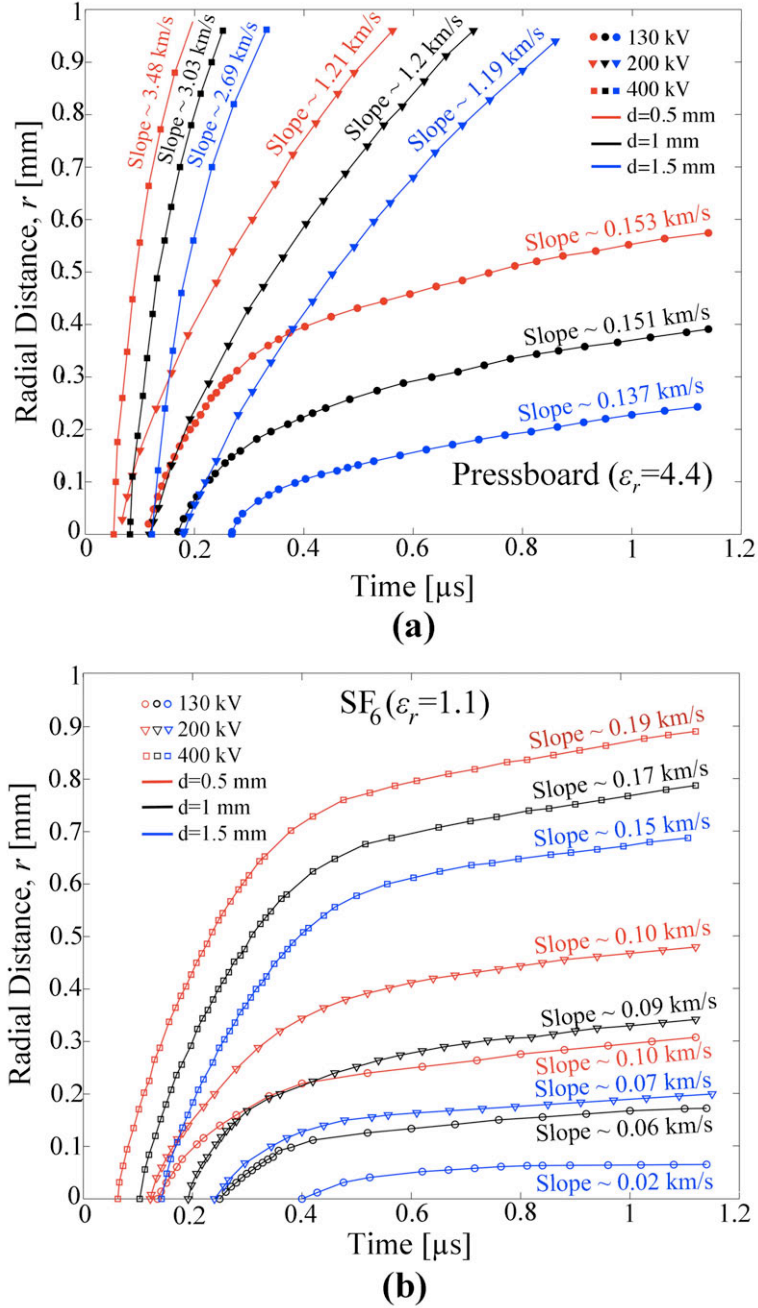 1
0.9
0.8
0.7
0.6
0.5
0.4
0.3
0.2
0.1
0
Radial Distance, r [mm]
Slope ~ 3.48 km/s
Slope ~ 3.03 km/s
Slope ~ 2.69 km/s
Slope ~ 1.21 km/s
Slope ~ 1.2 km/s
Slope ~ 1.19 km/s
130 kV
200 kV
400 kV
d=0.5 mm
d=1 mm
d=1.5 mm
Slope ~ 0.153 km/s
Slope ~ 0.151 km/s
Slope ~ 0.137 km/s
Pressboard (εr=4.4)
0 0.2 0.4 0.6 0.8 1 1.2
Time [µs]
(a)
1
0.9
0.8
0.7
0.6
0.5
0.4
0.3
0.2
0.1
0
Radial Distance, r [mm]
130 kV
200 kV
400 kV
d=0.5 mm
d=1 mm
d=1.5 mm
SF6(εr=1.1)
Slope ~ 0.19 km/s
Slope ~ 0.17 km/s
Slope ~ 0.15 km/s
Slope ~ 0.10 km/s
Slope ~ 0.09 km/s
Slope ~ 0.10 km/s
Slope ~ 0.07 km/s
Slope ~ 0.06 km/s
Slope ~ 0.02 km/s
0 0.2 0.4 0.6 0.8 1 1.2
Time [µs]
(b)